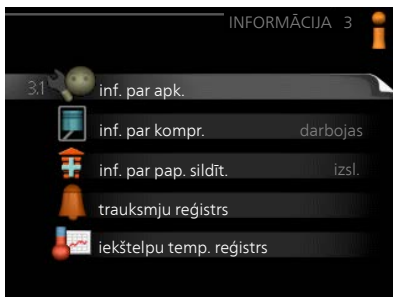 INFORMĀCIJA 3
3.1 inf. par apk.
inf. par kompr. darbojas
inf. par pap. sildīt. izsl.
trauksmju reģistrs
iekštelpu temp. reģistrs